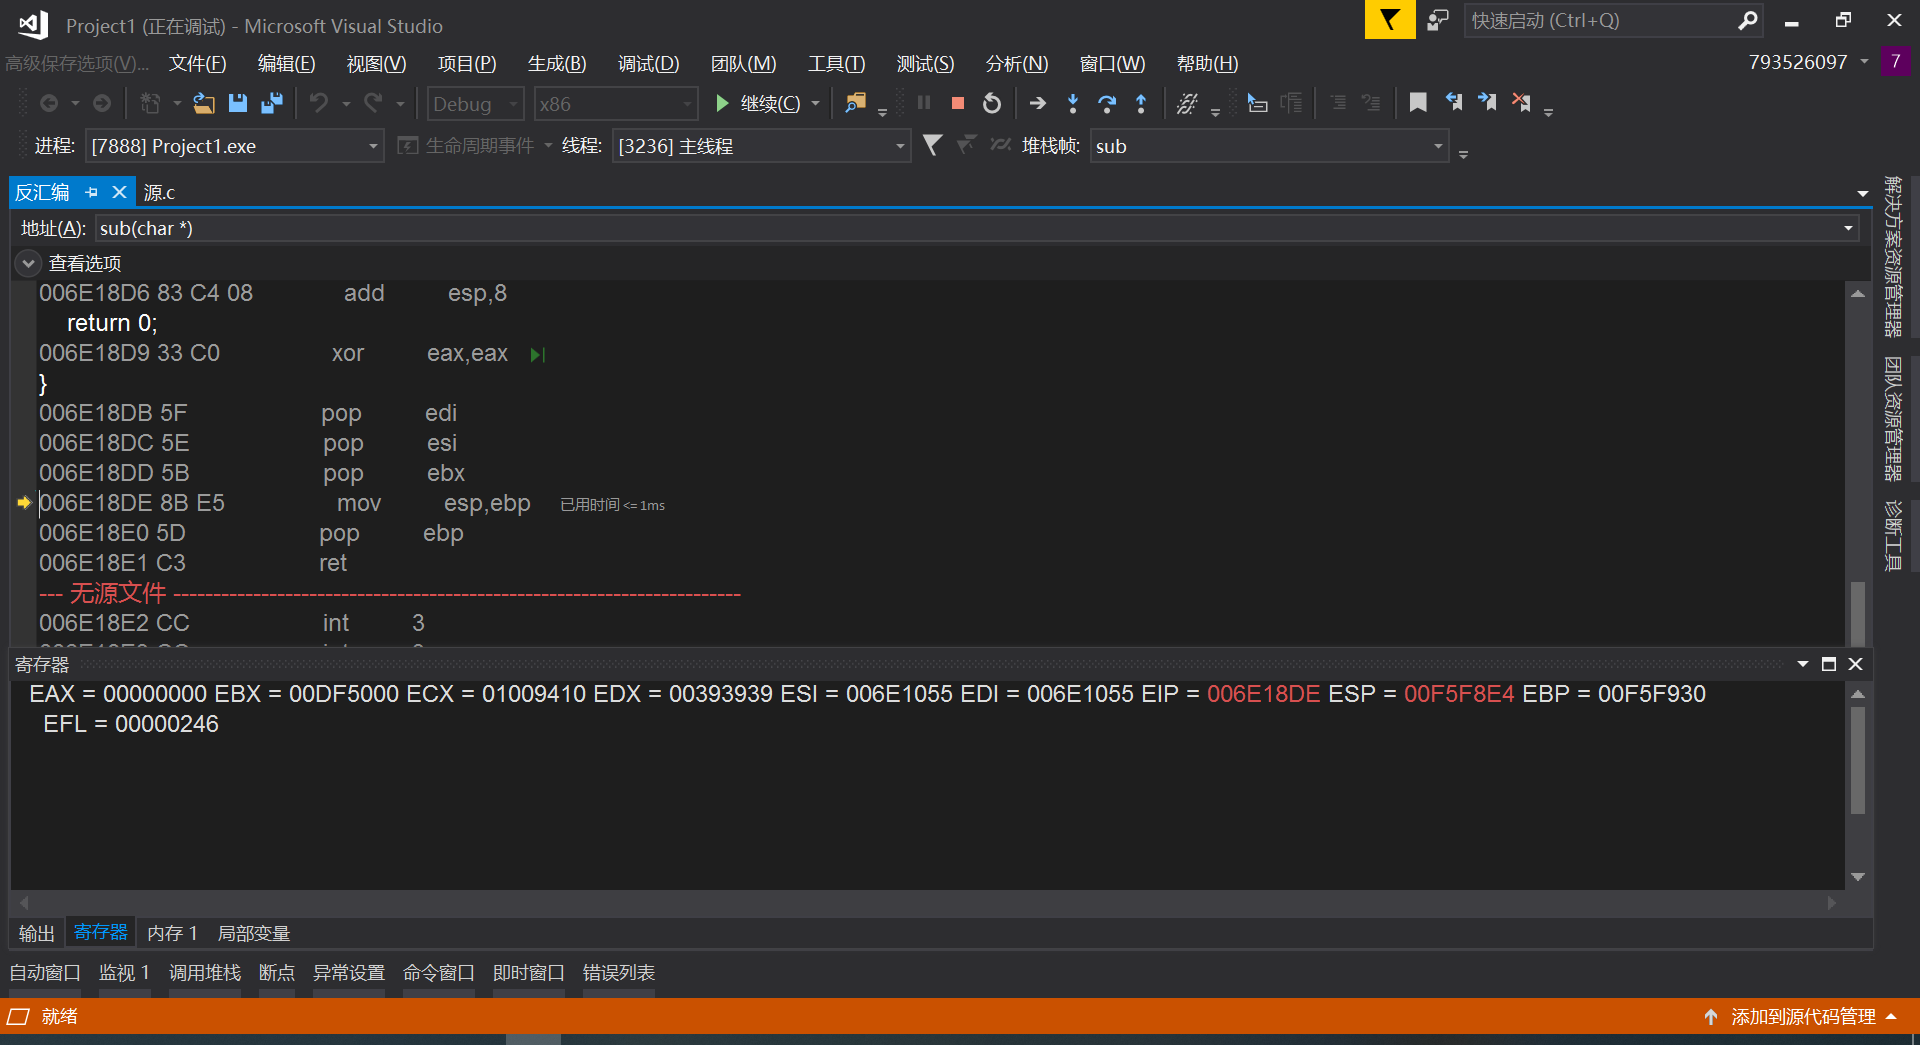 Project1 (正在调试) - Microsoft Visual Studio
快速启动 (Ctrl+Q)
高级保存选项(V)... 文件(F) 编辑(E) 视图(V) 项目(P) 生成(B) 调试(D) 团队(M) 工具(T) 测试(S) 分析(N) 窗口(W) 帮助(H) 793526097 7
Debug x86 继续(C)
进程: [7888] Project1.exe 生命周期事件 线程: [3236] 主线程 堆栈帧: sub
反汇编 源.c
地址(A): sub(char *)
查看选项
006E18D6 83 C4 08 add esp,8
return 0;
006E18D9 33 C0 xor eax,eax
}
006E18DB 5F pop edi
006E18DC 5E pop esi
006E18DD 5B pop ebx
006E18DE 8B E5 mov esp,ebp 已用时间 <= 1ms
006E18E0 5D pop ebp
006E18E1 C3 ret
--- 无源文件 -----------------------------------------------------------------------
006E18E2 CC int 3
寄存器
EAX = 00000000 EBX = 00DF5000 ECX = 01009410 EDX = 00393939 ESI = 006E1055 EDI = 006E1055 EIP = 006E18DE ESP = 00F5F8E4 EBP = 00F5F930
EFL = 00000246
输出 寄存器 内存 1 局部变量
自动窗口 监视 1 调用堆栈 断点 异常设置 命令窗口 即时窗口 错误列表
就绪 添加到源代码管理
解决方案资源管理器
团队资源管理器
诊断工具